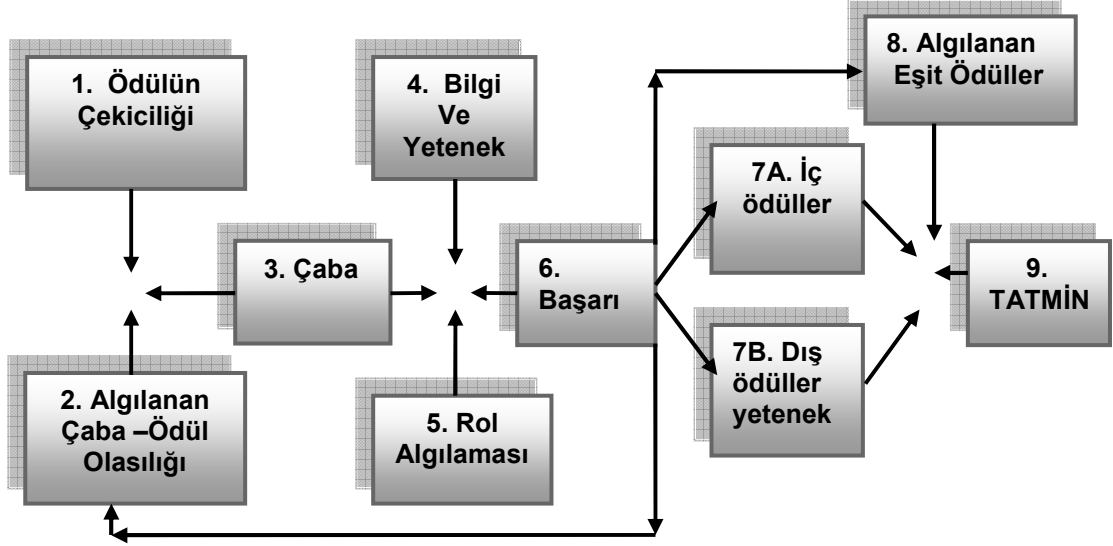 1. Ödülün
Çekiciliği
2. Algılanan
Çaba –Ödül
Olasılığı
3. Çaba
4. Bilgi
Ve
Yetenek
5. Rol
Algılaması
6.
Başarı
7A. İç
ödüller
7B. Dış
ödüller
yetenek
8. Algılanan
Eşit Ödüller
9.
TATMİN